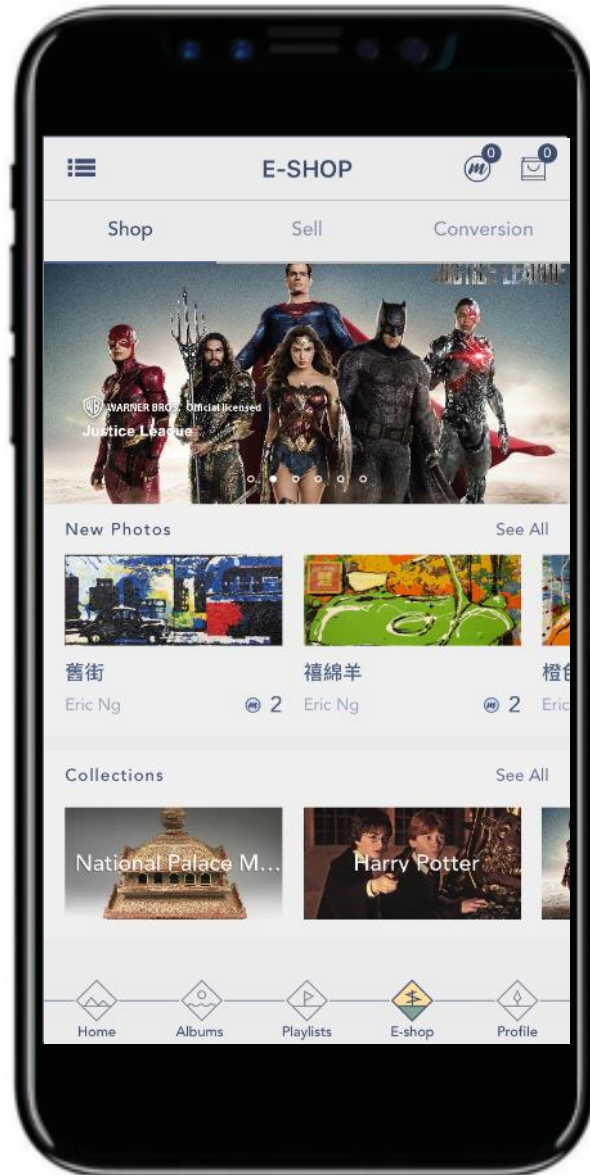 0
0
E-SHOP
Shop
Sell
Conversion
JUSTICE LEAGUE
WB WARNER BROS. Official licensed
Justice League
New Photos
See All
舊街
禧綿羊
Eric Ng
2
Eric Ng
2
Eric
Collections
See All
National Palace M...
Harry Potter
Home
Albums
Playlists
E-shop
Profile